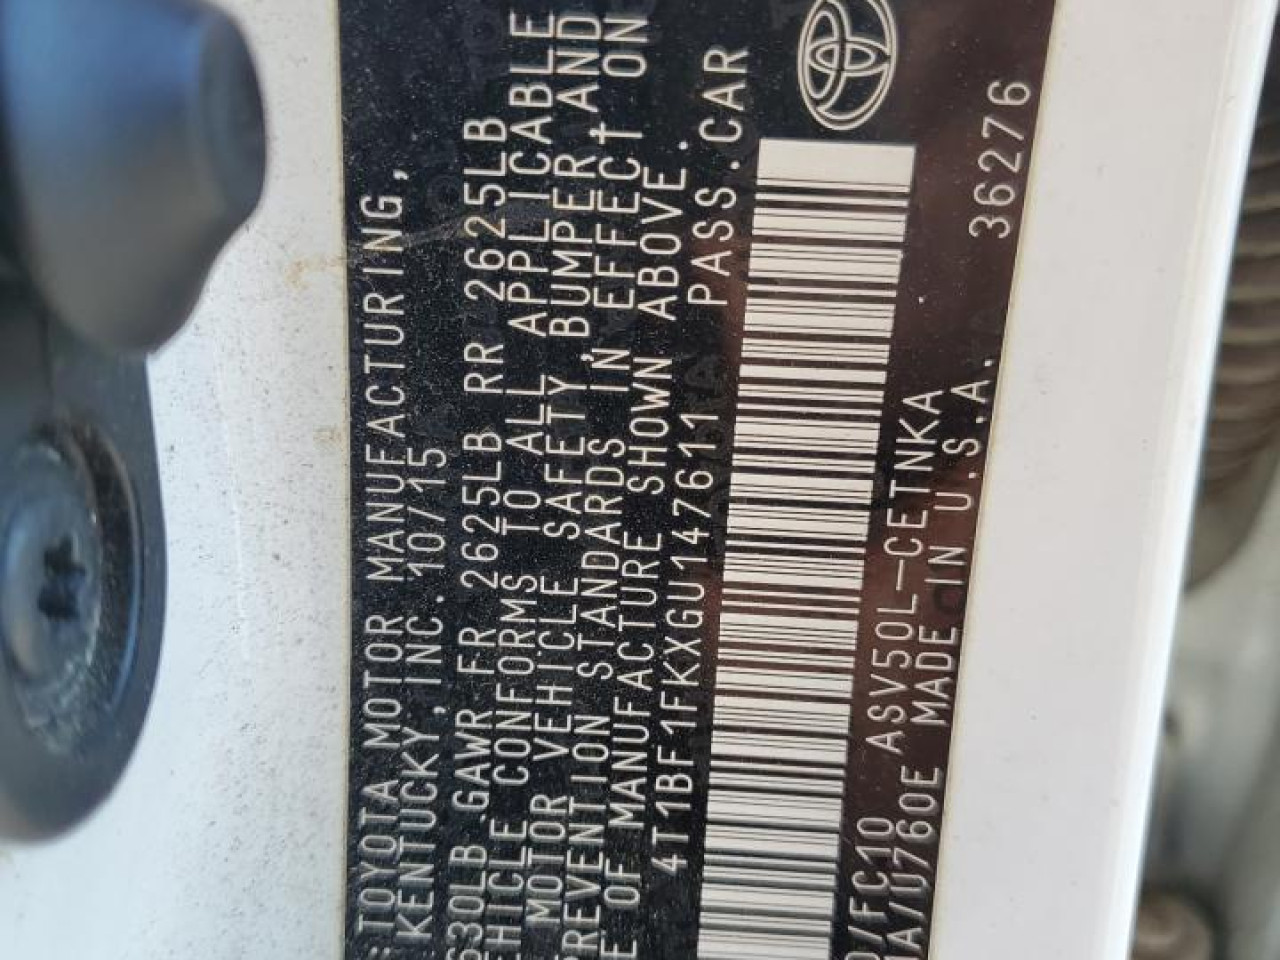 :TOYOTA MOTOR MANUFACTURING,
KENTUCKY, INC. 10/15
630LB GAWR FR 2625LB RR 2625LB
EHICLE CONFORMS TO ALL APPLICABLE
MOTOR VEHICLE SAFETY, BUMPER AND
PREVENTION STANDARDS IN EFFECT ON
E OF MANUFACTURE SHOWN ABOVE.
4T1BF1FKXGU147611 PASS.CAR
/FC10 ASV50L-CETNKA
A/U760E MADE IN U.S.A. 36276